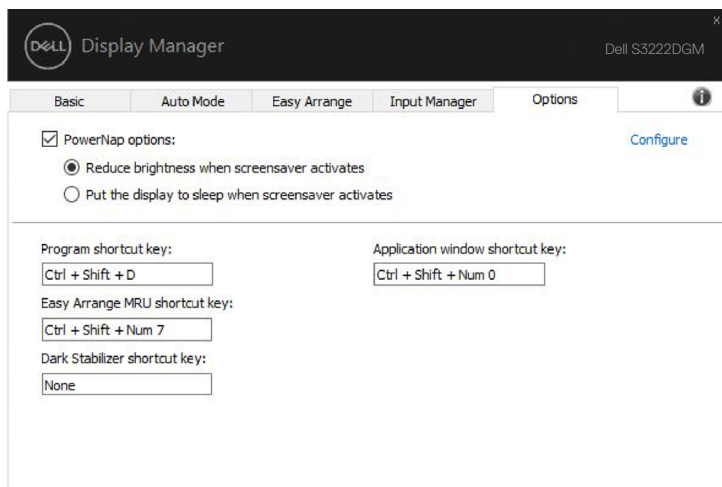 x
DELL Display Manager
Dell S3222DGM
Basic Auto Mode Easy Arrange Input Manager Options
PowerNap options: Configure
Reduce brightness when screensaver activates
Put the display to sleep when screensaver activates
Program shortcut key: Application window shortcut key:
Ctrl + Shift + D Ctrl + Shift + Num 0
Easy Arrange MRU shortcut key:
Ctrl + Shift + Num 7
Dark Stabilizer shortcut key:
None